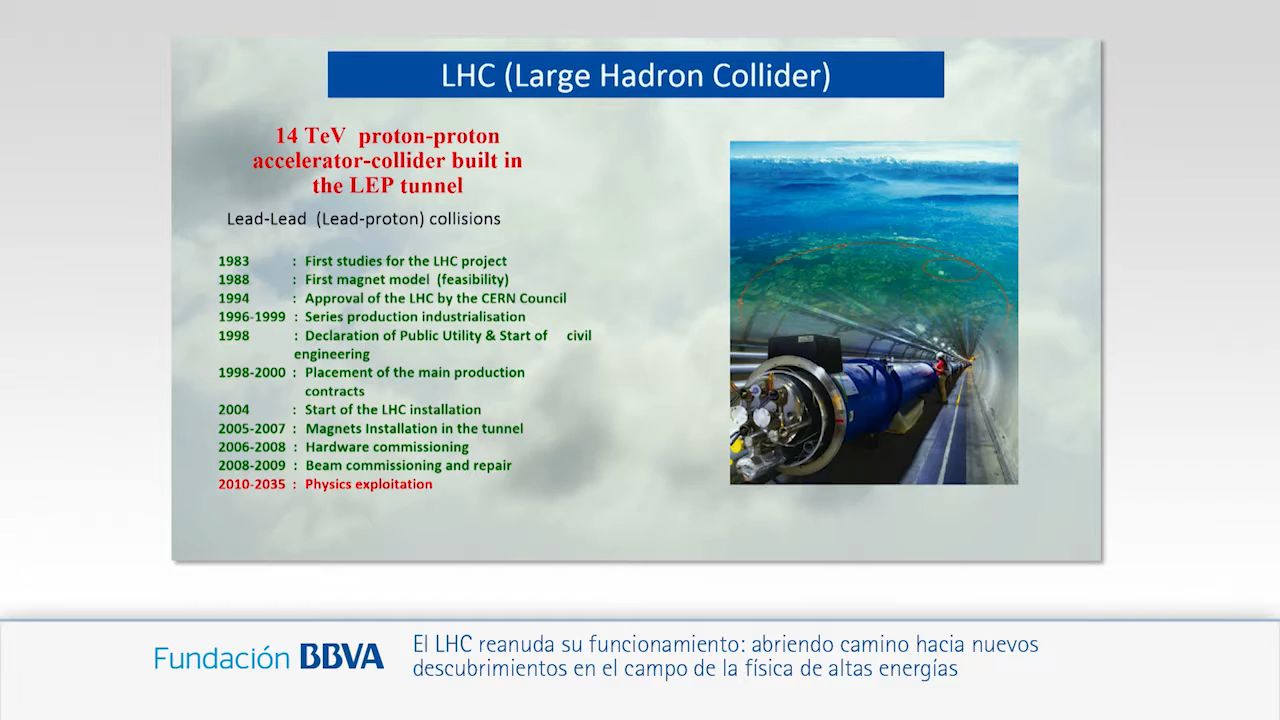 LHC (Large Hadron Collider)
14 TeV proton-proton
accelerator-collider built in
the LEP tunnel
Lead-Lead (Lead-proton) collisions
1983 : First studies for the LHC project
1988 : First magnet model (feasibility)
1994 : Approval of the LHC by the CERN Council
1996-1999 : Series production industrialisation
1998 : Declaration of Public Utility & Start of civil
engineering
1998-2000 : Placement of the main production
contracts
2004 : Start of the LHC installation
2005-2007 : Magnets Installation in the tunnel
2006-2008 : Hardware commissioning
2008-2009 : Beam commissioning and repair
2010-2035 : Physics exploitation
Fundación BBVA
El LHC reanuda su funcionamiento: abriendo camino hacia nuevos
descubrimientos en el campo de la física de altas energías